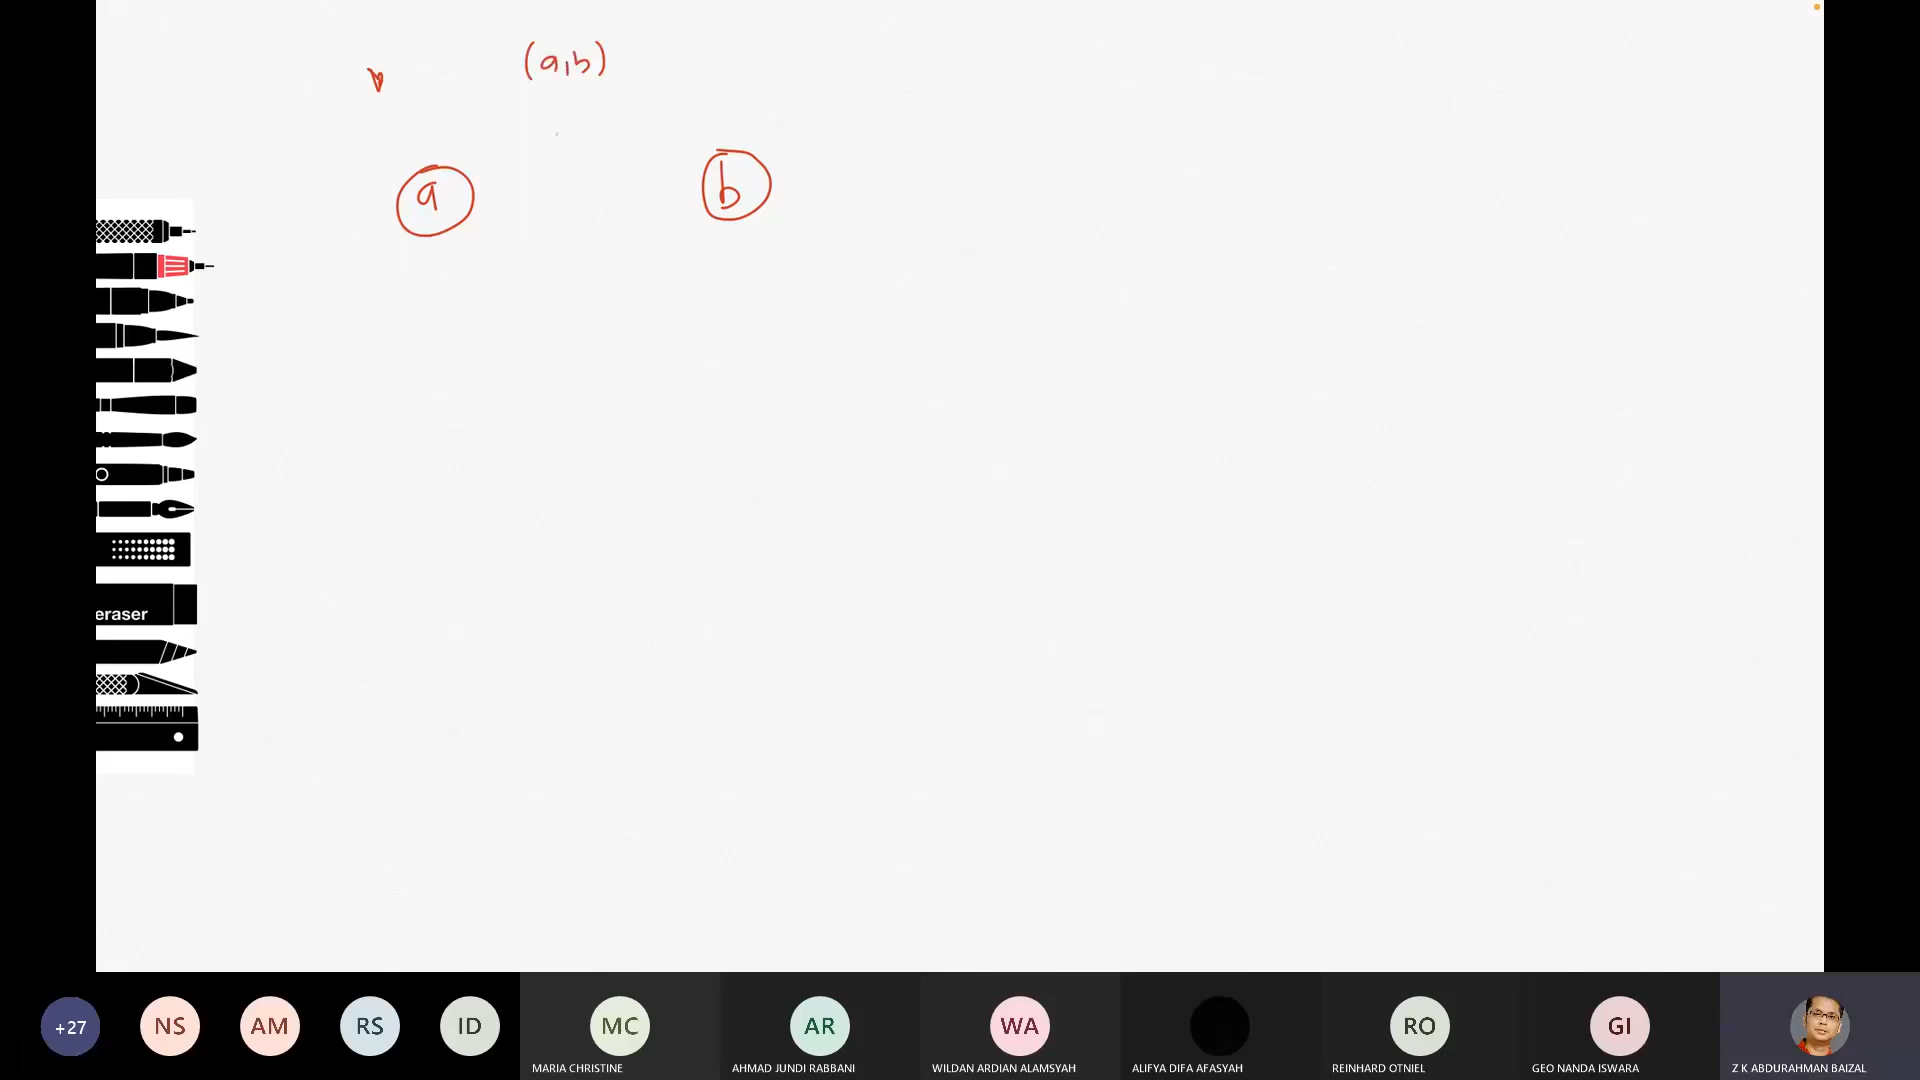 (a,b)
a b
eraser
+27 NS AM RS ID MC AR WA RO GI
MARIA CHRISTINE AHMAD JUNDI RABBANI WILDAN ARDIAN ALAMSYAH ALIFYA DIFA AFASYAH REINHARD OTNIEL GEO NANDA ISWARA Z K ABDURAHMAN BAIZAL